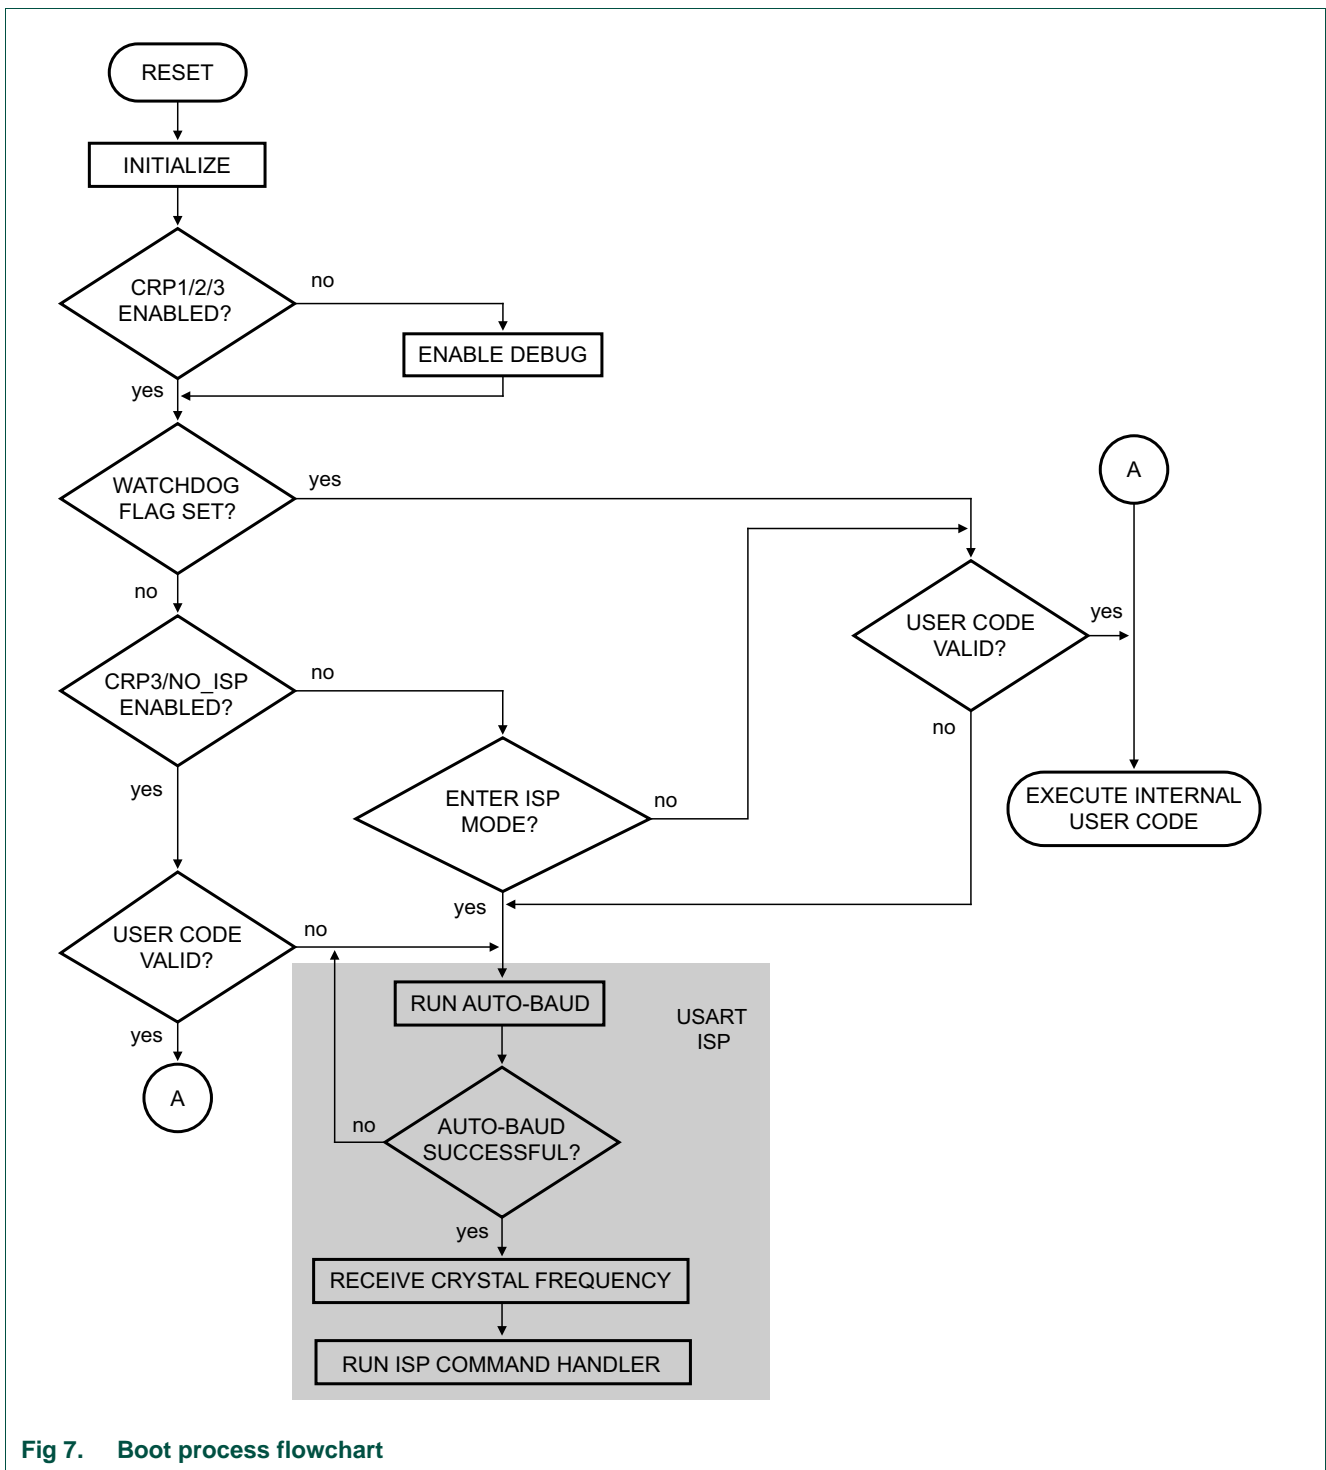 RESET
INITIALIZE
CRP1/2/3
ENABLED?
no
ENABLE DEBUG
yes
WATCHDOG
FLAG SET?
yes
no
A
USER CODE
VALID?
yes
no
CRP3/NO_ISP
ENABLED?
no
yes
ENTER ISP
MODE?
no
yes
EXECUTE INTERNAL
USER CODE
USER CODE
VALID?
no
yes
A
RUN AUTO-BAUD
USART
ISP
AUTO-BAUD
SUCCESSFUL?
no
yes
RECEIVE CRYSTAL FREQUENCY
RUN ISP COMMAND HANDLER
Fig 7. Boot process flowchart